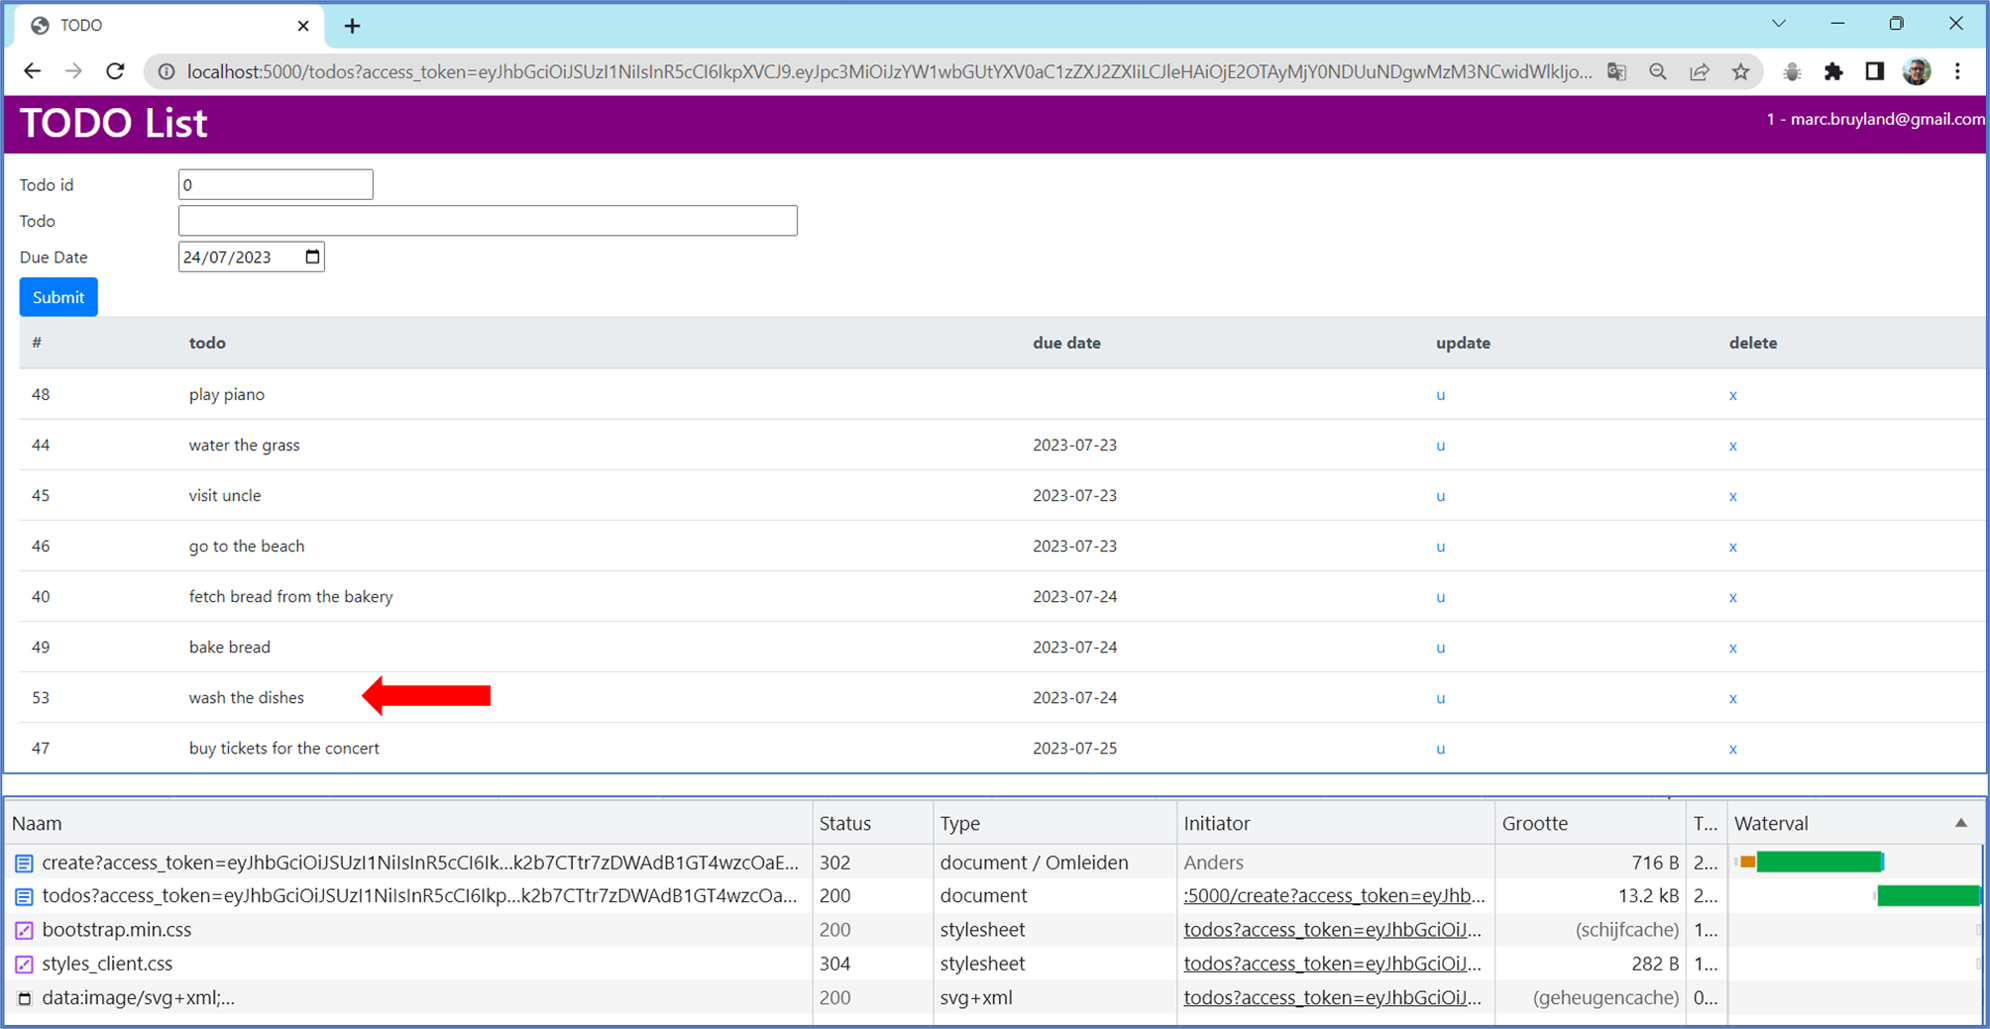 TODO
localhost:5000/todos?access_token=eyJhbGciOiJSUzI1NiIsInR5cCI6IkpXVCJ9.eyJpc3MiOiJzYW1wbGUtYXV0aC1zZXJ2ZXIiLCJleHAiOjE2OTAyMjY0NDUuNDgwMzM3NCwidWlkIjo...
TODO List
1 - marc.bruyland@gmail.com
Todo id 0
Todo
Due Date 24/07/2023
Submit
# todo due date update delete
48 play piano u x
44 water the grass 2023-07-23 u x
45 visit uncle 2023-07-23 u x
46 go to the beach 2023-07-23 u x
40 fetch bread from the bakery 2023-07-24 u x
49 bake bread 2023-07-24 u x
53 wash the dishes 2023-07-24 u x
47 buy tickets for the concert 2023-07-25 u x
Naam Status Type Initiator Grootte T... Waterval
create?access_token=eyJhbGciOiJSUzI1NiIsInR5cCI6Ik...k2b7CTtr7zDWAdB1GT4wzcOaE... 302 document / Omleiden Anders 716 B 2...
todos?access_token=eyJhbGciOiJSUzI1NiIsInR5cCI6Ikp...k2b7CTtr7zDWAdB1GT4wzcOa... 200 document :5000/create?access_token=eyJhb... 13.2 kB 2...
bootstrap.min.css 200 stylesheet todos?access_token=eyJhbGciOiJ... (schijfcache) 1...
styles_client.css 304 stylesheet todos?access_token=eyJhbGciOiJ... 282 B 1...
data:image/svg+xml;... 200 svg+xml todos?access_token=eyJhbGciOiJ... (geheugencache) 0...